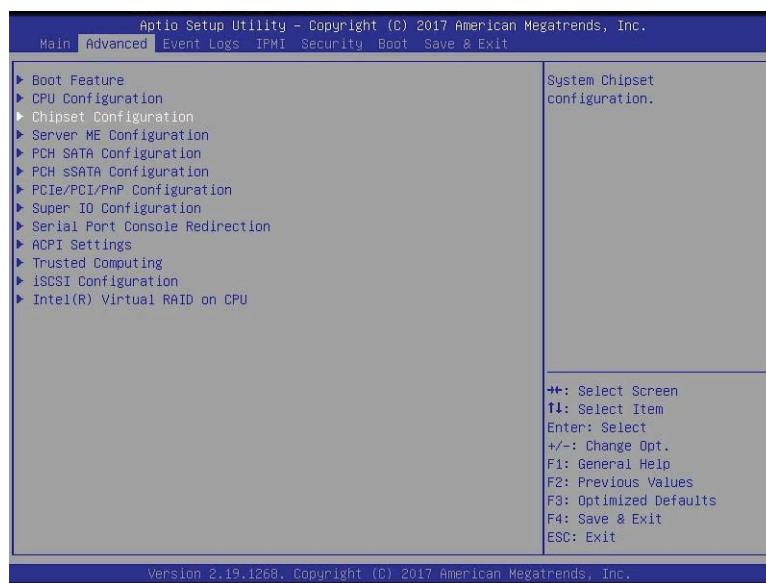 Aptio Setup Utility – Copyright (C) 2017 American Megatrends, Inc.
Main Advanced Event Logs IPMI Security Boot Save & Exit
▶ Boot Feature
▶ CPU Configuration
▶ Chipset Configuration
▶ Server ME Configuration
▶ PCH SATA Configuration
▶ PCH sSATA Configuration
▶ PCIe/PCI/PnP Configuration
▶ Super IO Configuration
▶ Serial Port Console Redirection
▶ ACPI Settings
▶ Trusted Computing
▶ iSCSI Configuration
▶ Intel(R) Virtual RAID on CPU
System Chipset
configuration.
→←: Select Screen
↑↓: Select Item
Enter: Select
+/-: Change Opt.
F1: General Help
F2: Previous Values
F3: Optimized Defaults
F4: Save & Exit
ESC: Exit
Version 2.19.1268. Copyright (C) 2017 American Megatrends, Inc.